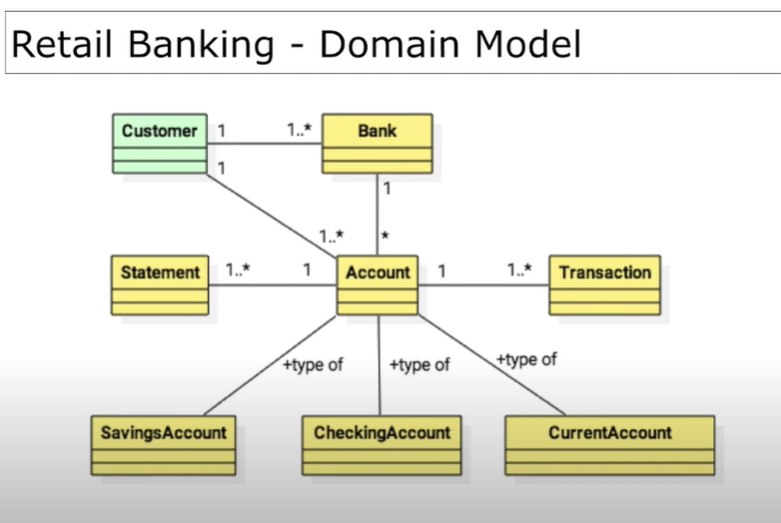 Retail Banking - Domain Model
Customer 1 1..* Bank
1 1
1..* *
Statement 1..* 1 Account 1 1..* Transaction
+type of +type of +type of
SavingsAccount CheckingAccount CurrentAccount